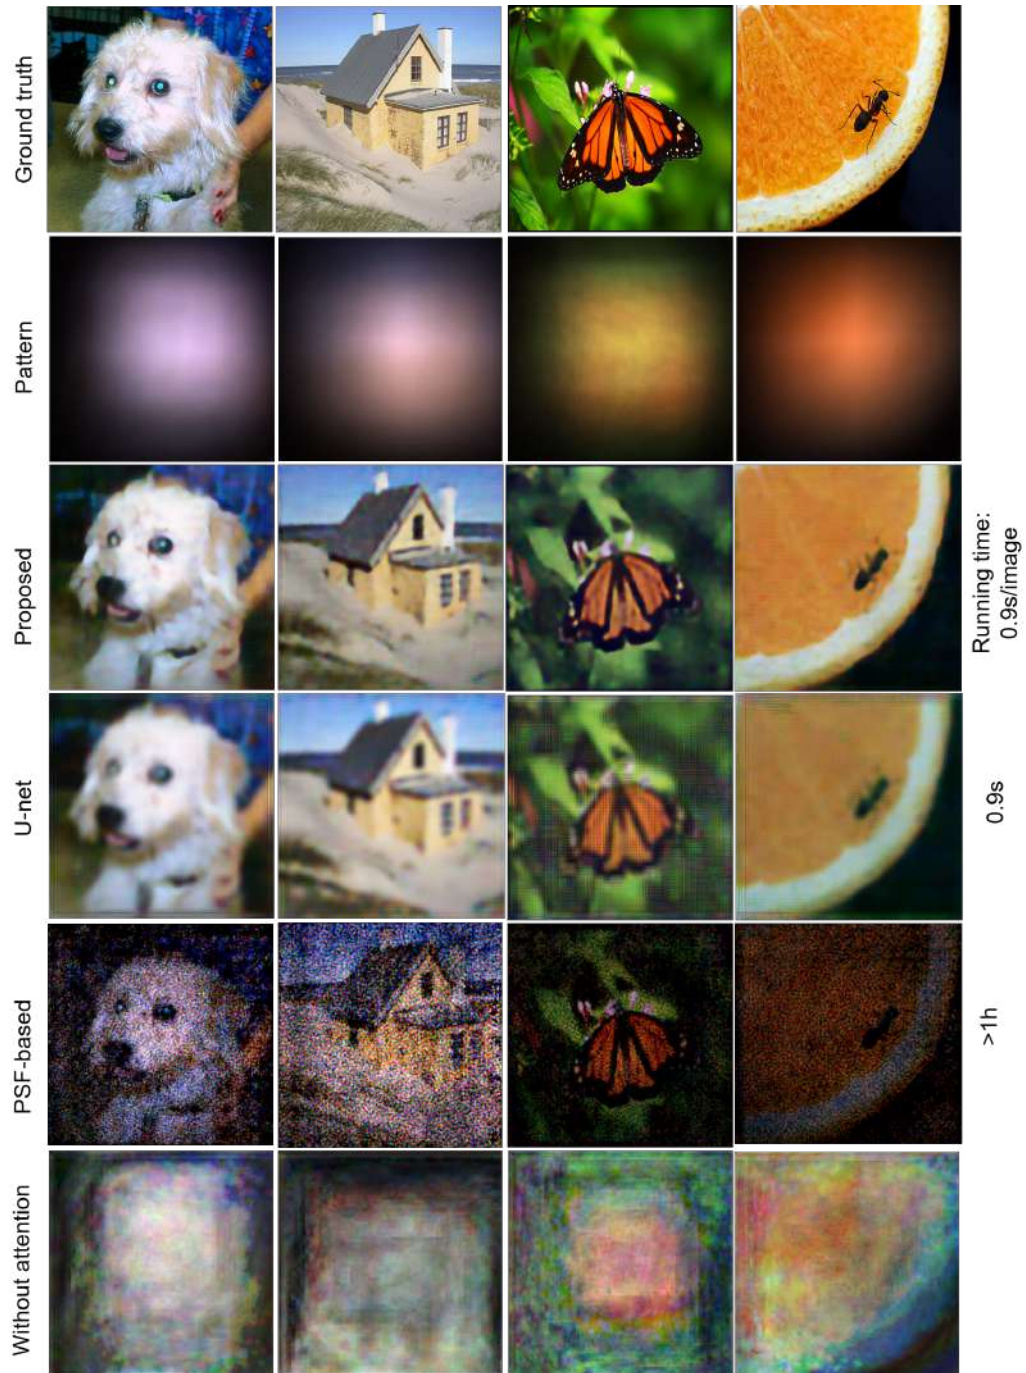 Ground truth
Pattern
Proposed
Running time:
0.9s/image
U-net
0.9s
PSF-based
>1h
Without attention